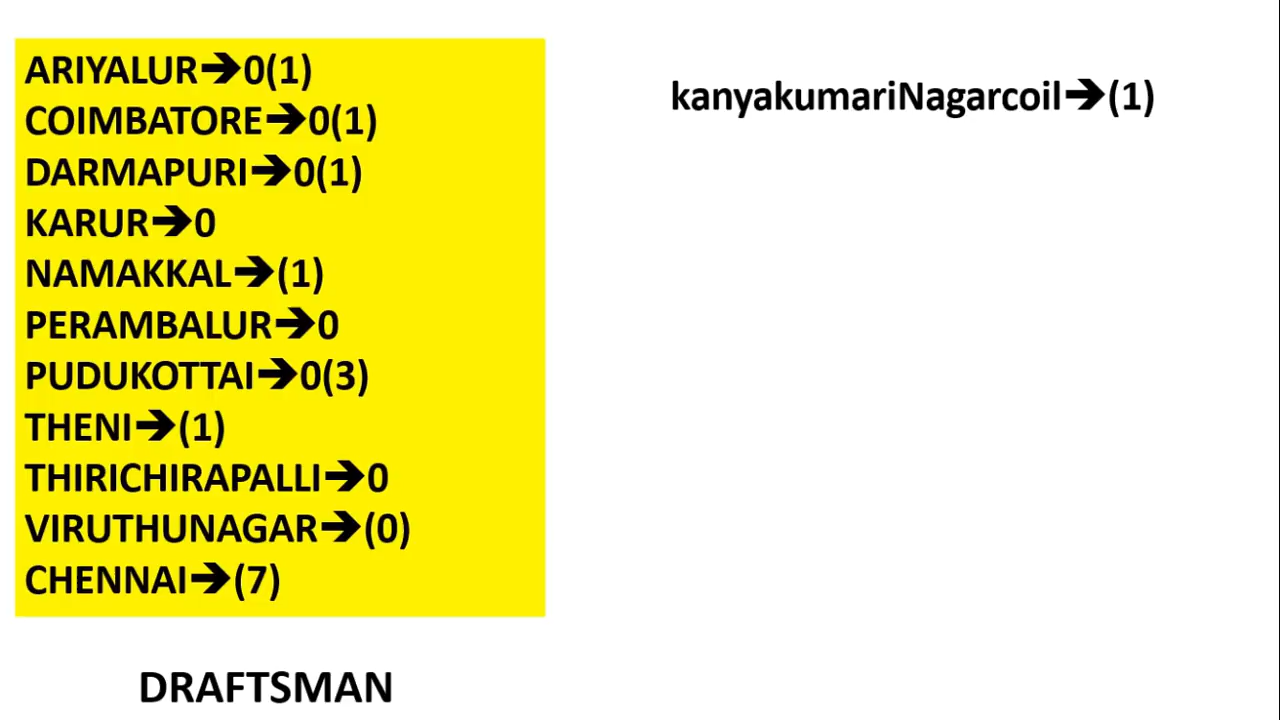 ARIYALUR➔0(1)
COIMBATORE➔0(1)
DARMAPURI➔0(1)
KARUR➔0
NAMAKKAL➔(1)
PERAMBALUR➔0
PUDUKOTTAI➔0(3)
THENI➔(1)
THIRICHIRAPALLI➔0
VIRUTHUNAGAR➔(0)
CHENNAI➔(7)
DRAFTSMAN
kanyakumariNagarcoil➔(1)